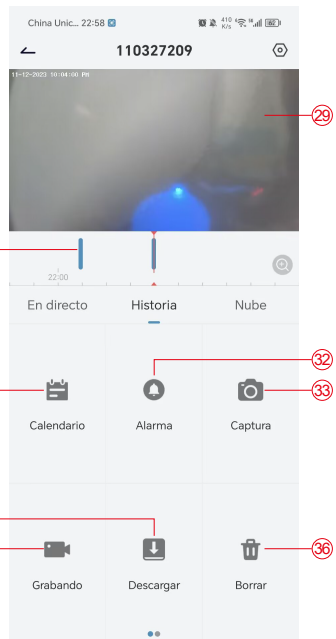 China Unic... 22:58
410 K/s
110327209
11-12-2023 10:04:00 PM
29
22:00
En directo Historia Nube
32
33
Calendario Alarma Captura
36
Grabando Descargar Borrar